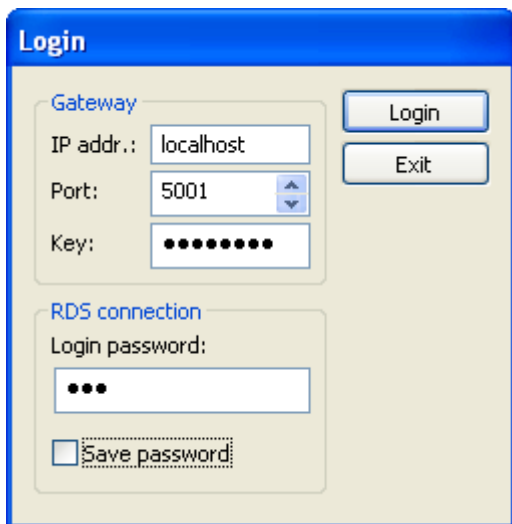 Login
Gateway
IP addr.: localhost
Port: 5001
Key: ●●●●●●●●
RDS connection
Login password:
●●●
Save password
Login
Exit